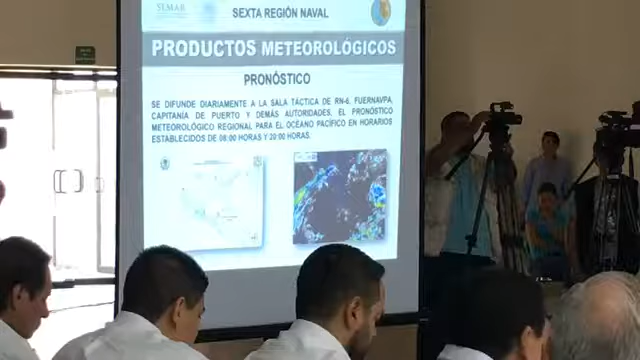 SEMAR
SEXTA REGIÓN NAVAL
PRODUCTOS METEOROLÓGICOS
PRONÓSTICO
SE DIFUNDE DIARIAMENTE A LA SALA TÁCTICA DE RN-6, FUERNAVPA,
CAPITANÍA DE PUERTO Y DEMÁS AUTORIDADES, EL PRONÓSTICO
METEOROLÓGICO REGIONAL PARA EL OCÉANO PACÍFICO EN HORARIOS
ESTABLECIDOS DE 08:00 HORAS Y 20:00 HORAS.